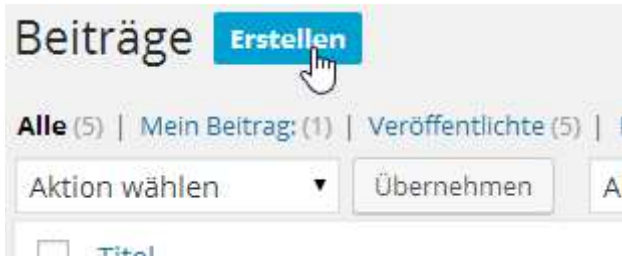 Beiträge Erstellen
Alle (5) | Mein Beitrag: (1) | Veröffentlichte (5) |
Aktion wählen Übernehmen A
Titel